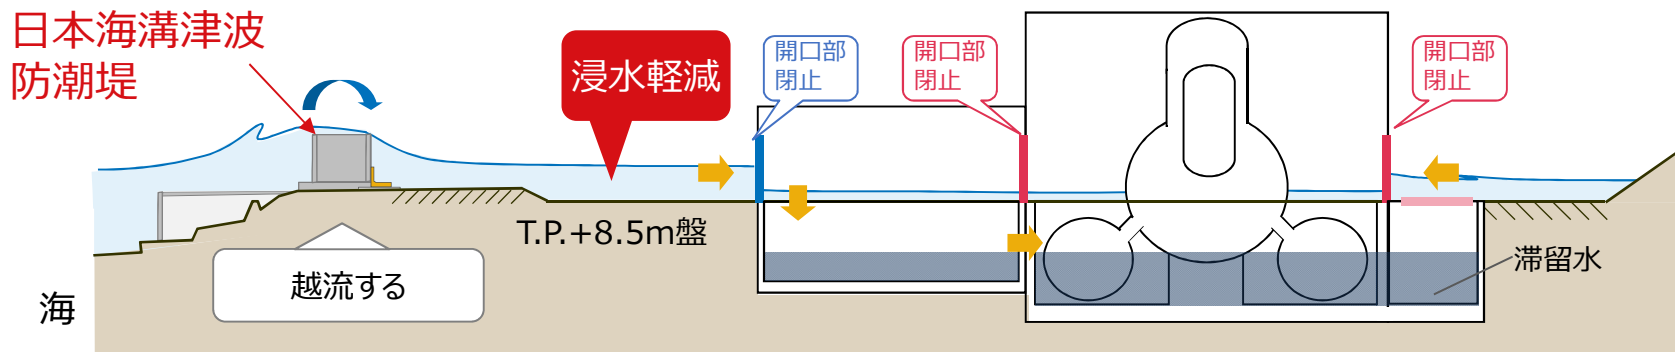 日本海溝津波
防潮堤
浸水軽減
開口部
閉止
開口部
閉止
開口部
閉止
T.P.+8.5m盤
越流する
海
滞留水